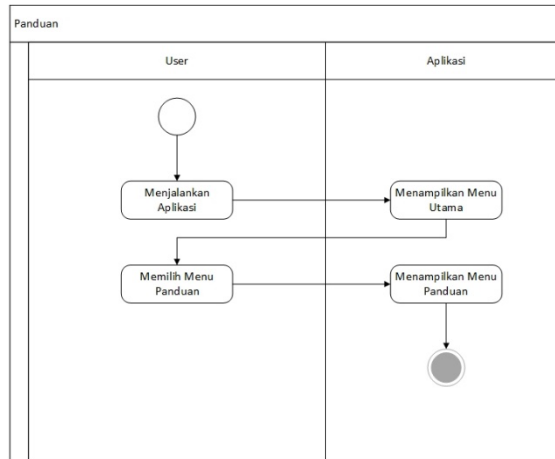 Panduan
User
Aplikasi
Menjalankan
Aplikasi
Menampilkan Menu
Utama
Memilih Menu
Panduan
Menampilkan Menu
Panduan